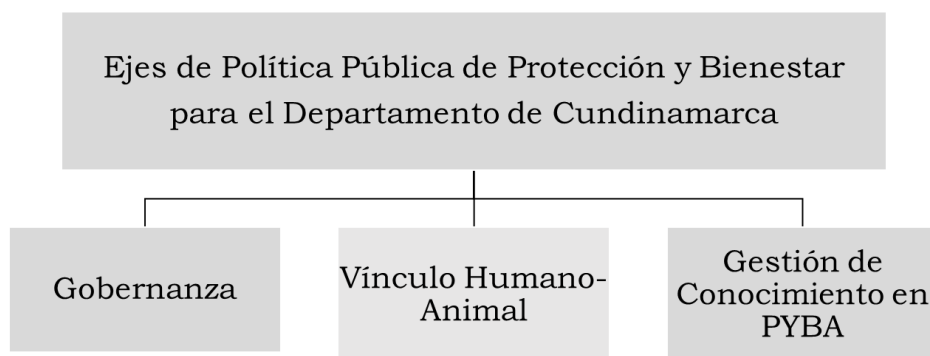 Ejes de Política Pública de Protección y Bienestar
para el Departamento de Cundinamarca
Gobernanza
Vínculo Humano-
Animal
Gestión de
Conocimiento en
PYBA